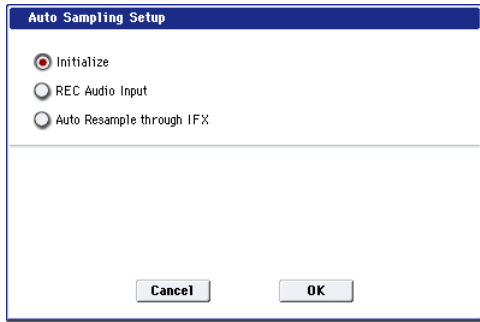 Auto Sampling Setup
Initialize
REC Audio Input
Auto Resample through IFX
Cancel OK